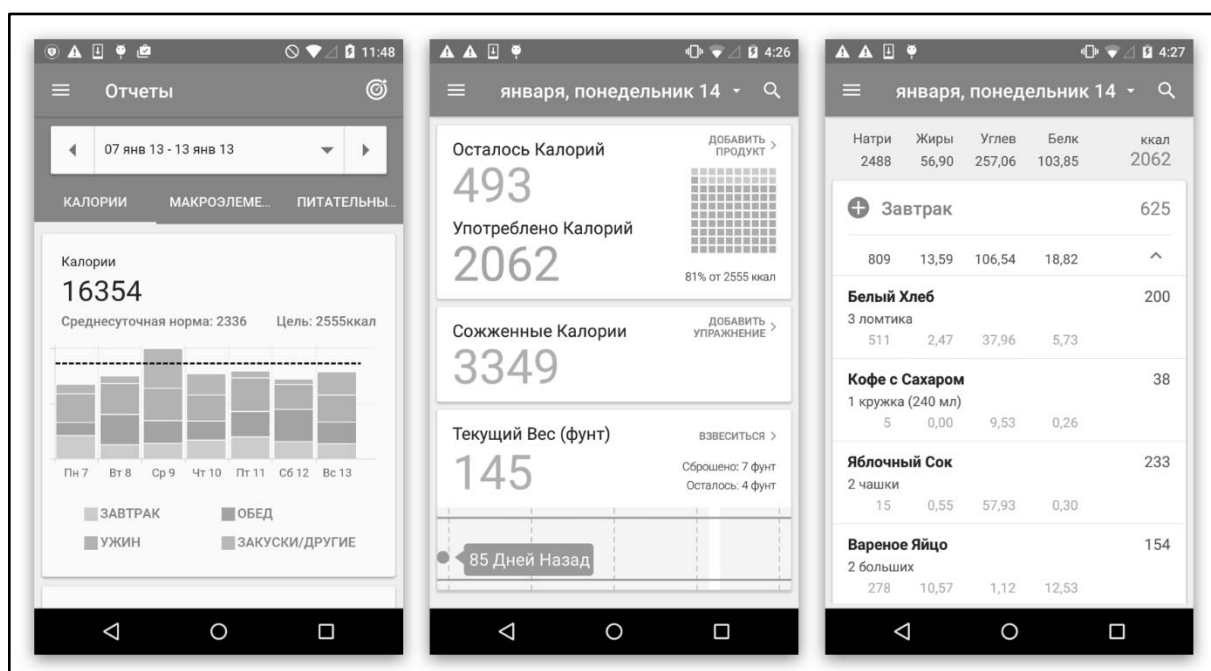 11:48
Отчеты
07 янв 13 - 13 янв 13
КАЛОРИИ МАКРОЭЛЕМЕ... ПИТАТЕЛЬНЫ...
Калории
16354
Среднесуточная норма: 2336 Цель: 2555ккал
Пн 7 Вт 8 Ср 9 Чт 10 Пт 11 Сб 12 Вс 13
ЗАВТРАК ОБЕД
УЖИН ЗАКУСКИ/ДРУГИЕ
4:26
января, понедельник 14
Осталось Калорий
ДОБАВИТЬ
ПРОДУКТ
493
Употреблено Калорий
2062
81% от 2555 ккал
Сожженные Калории
ДОБАВИТЬ
УПРАЖНЕНИЕ
3349
Текущий Вес (фунт) ВЗВЕСИТЬСЯ
145
Сброшено: 7 фунт
Осталось: 4 фунт
85 Дней Назад
4:27
января, понедельник 14
Натри Жиры Углев Белк ккал
2488 56,90 257,06 103,85 2062
Завтрак 625
809 13,59 106,54 18,82
Белый Хлеб 200
3 ломтика
511 2,47 37,96 5,73
Кофе с Сахаром 38
1 кружка (240 мл)
5 0,00 9,53 0,26
Яблочный Сок 233
2 чашки
15 0,55 57,93 0,30
Вареное Яйцо 154
2 больших
278 10,57 1,12 12,53